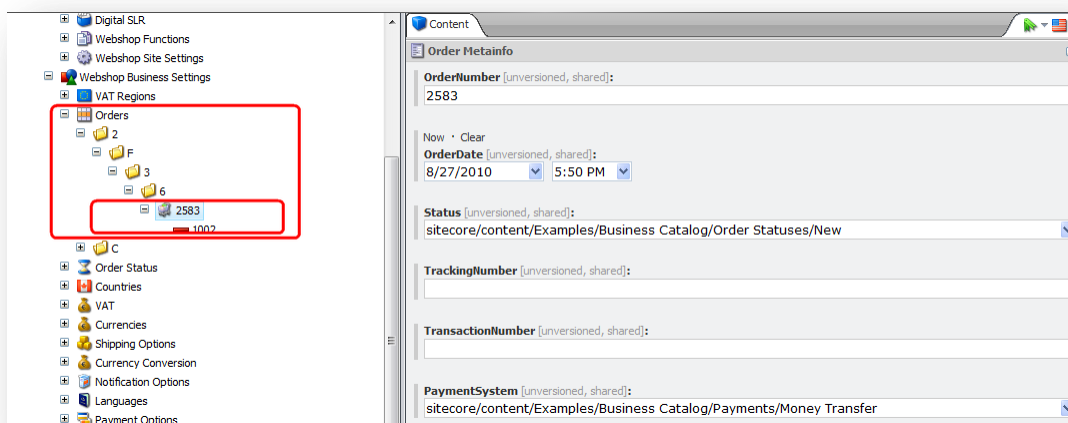 Digital SLR
Webshop Functions
Webshop Site Settings
Webshop Business Settings
VAT Regions
Orders
2
F
3
6
2583
1002
C
Order Status
Countries
VAT
Currencies
Shipping Options
Currency Conversion
Notification Options
Languages
Payment Options
Content
Order Metainfo
OrderNumber [unversioned, shared]:
2583
Now · Clear
OrderDate [unversioned, shared]:
8/27/2010 5:50 PM
Status [unversioned, shared]:
sitecore/content/Examples/Business Catalog/Order Statuses/New
TrackingNumber [unversioned, shared]:
TransactionNumber [unversioned, shared]:
PaymentSystem [unversioned, shared]:
sitecore/content/Examples/Business Catalog/Payments/Money Transfer